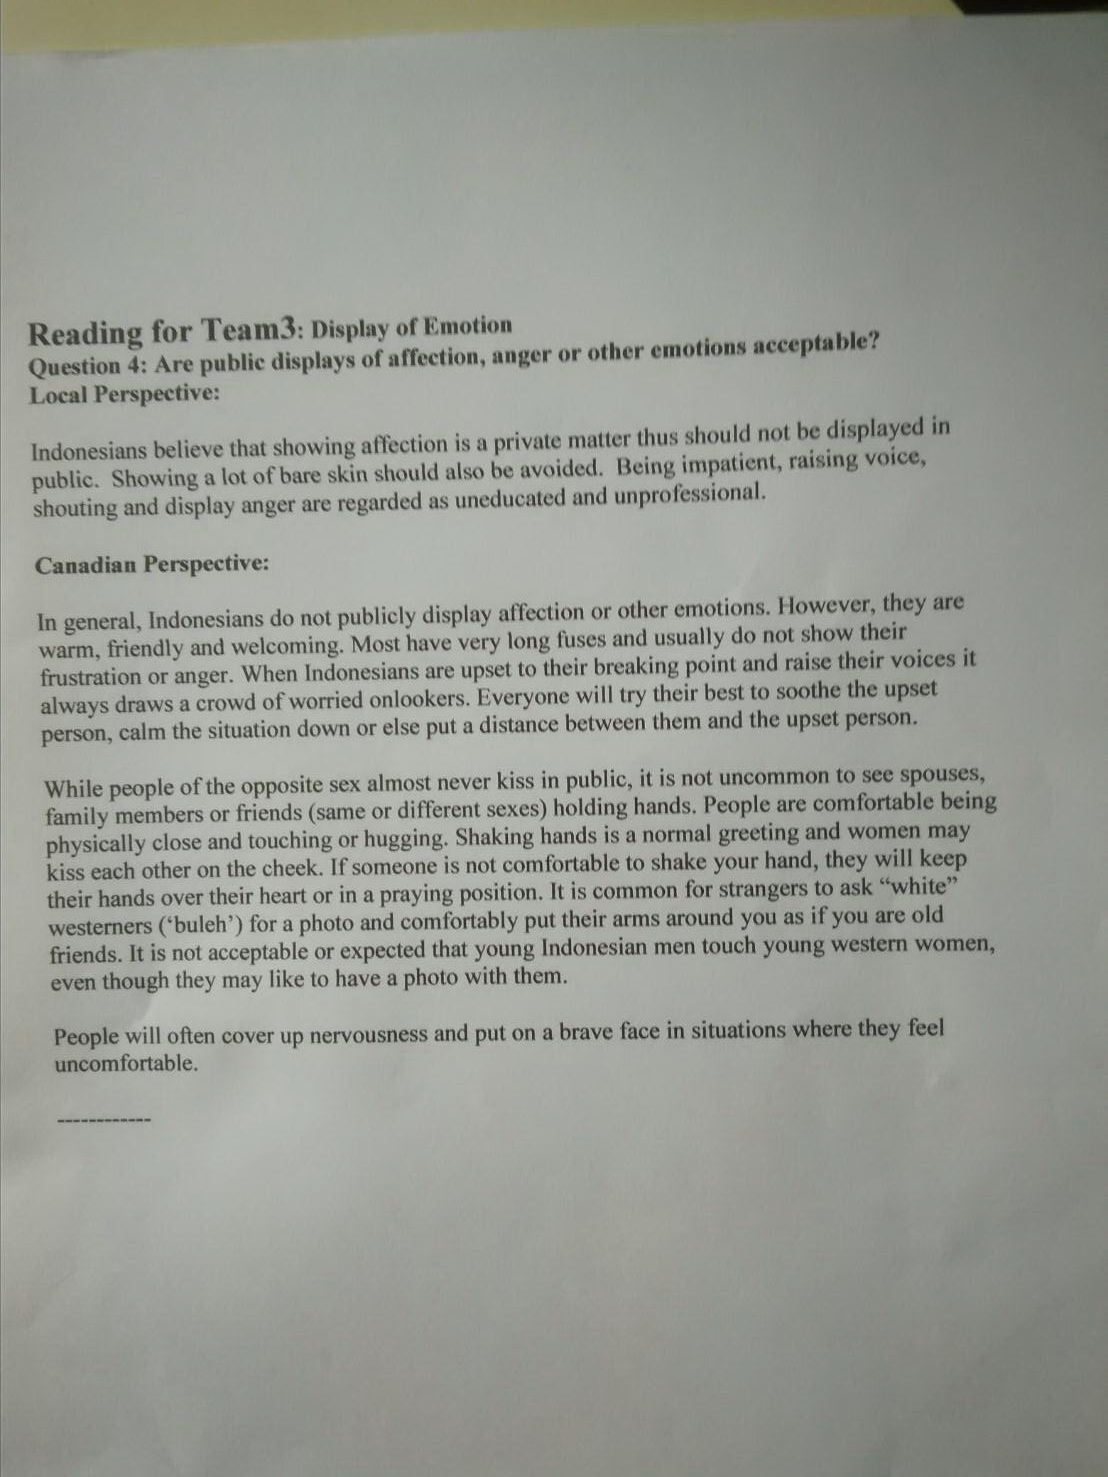 Reading for Team3: Display of Emotion
Question 4: Are public displays of affection, anger or other emotions acceptable?
Local Perspective:
Indonesians believe that showing affection is a private matter thus should not be displayed in
public. Showing a lot of bare skin should also be avoided. Being impatient, raising voice,
shouting and display anger are regarded as uneducated and unprofessional.
Canadian Perspective:
In general, Indonesians do not publicly display affection or other emotions. However, they are
warm, friendly and welcoming. Most have very long fuses and usually do not show their
frustration or anger. When Indonesians are upset to their breaking point and raise their voices it
always draws a crowd of worried onlookers. Everyone will try their best to soothe the upset
person, calm the situation down or else put a distance between them and the upset person.
While people of the opposite sex almost never kiss in public, it is not uncommon to see spouses,
family members or friends (same or different sexes) holding hands. People are comfortable being
physically close and touching or hugging. Shaking hands is a normal greeting and women may
kiss each other on the cheek. If someone is not comfortable to shake your hand, they will keep
their hands over their heart or in a praying position. It is common for strangers to ask “white”
westerners (‘buleh’) for a photo and comfortably put their arms around you as if you are old
friends. It is not acceptable or expected that young Indonesian men touch young western women,
even though they may like to have a photo with them.
People will often cover up nervousness and put on a brave face in situations where they feel
uncomfortable.
------------